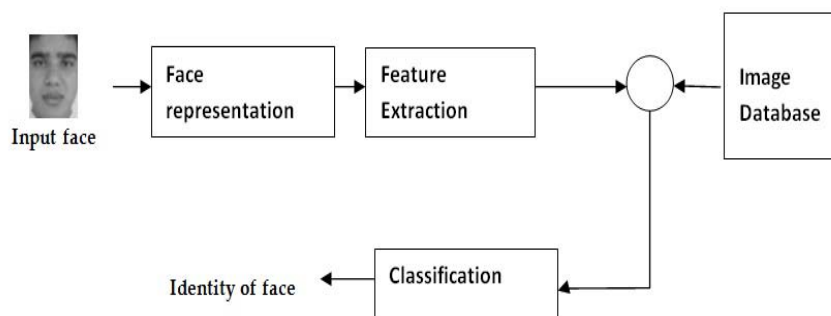 Face
representation
Feature
Extraction
Image
Database
Input face
Classification
Identity of face